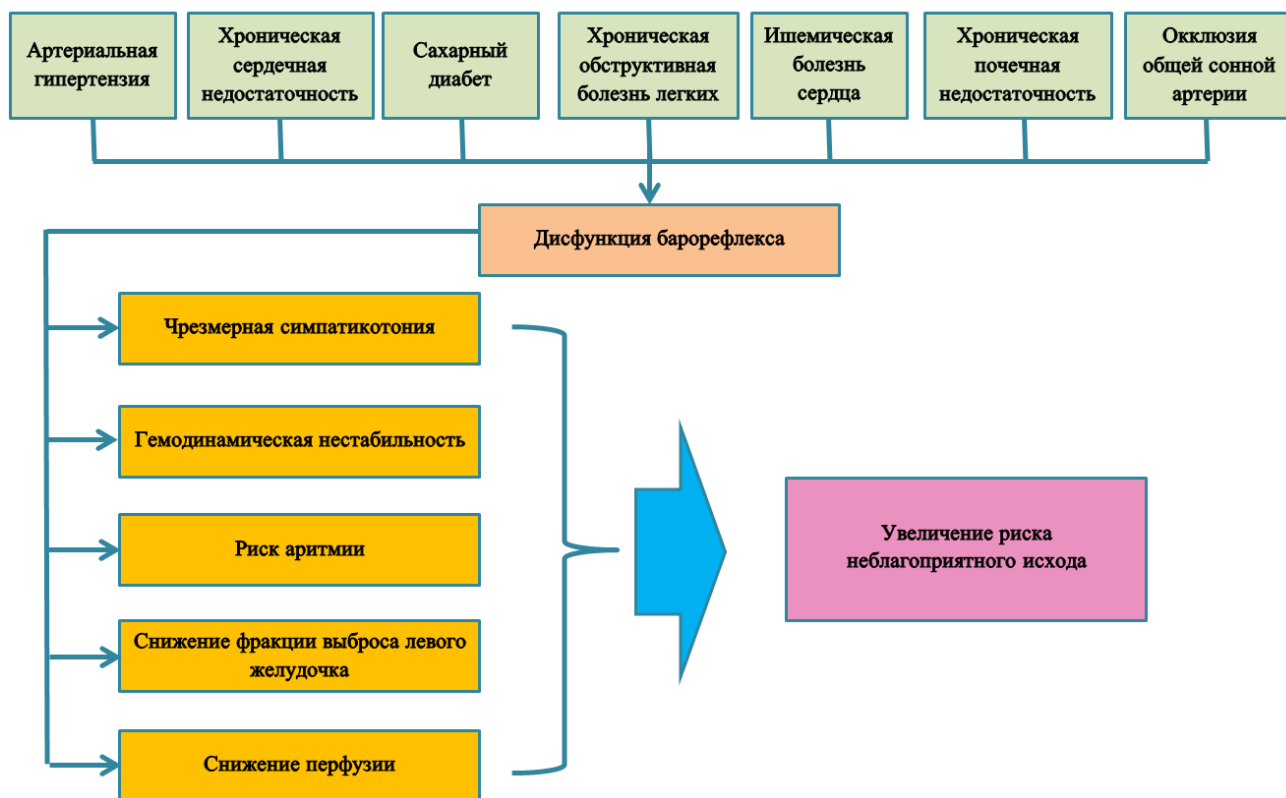 Артериальная
гипертензия
Хроническая
сердечная
недостаточность
Сахарный
диабет
Хроническая
обструктивная
болезнь легких
Ишемическая
болезнь
сердца
Хроническая
почечная
недостаточность
Окклюзия
общей сонной
артерии
Дисфункция барорефлекса
Чрезмерная симпатикотония
Гемодинамическая нестабильность
Риск аритмии
Снижение фракции выброса левого
желудочка
Снижение перфузии
Увеличение риска
неблагоприятного исхода